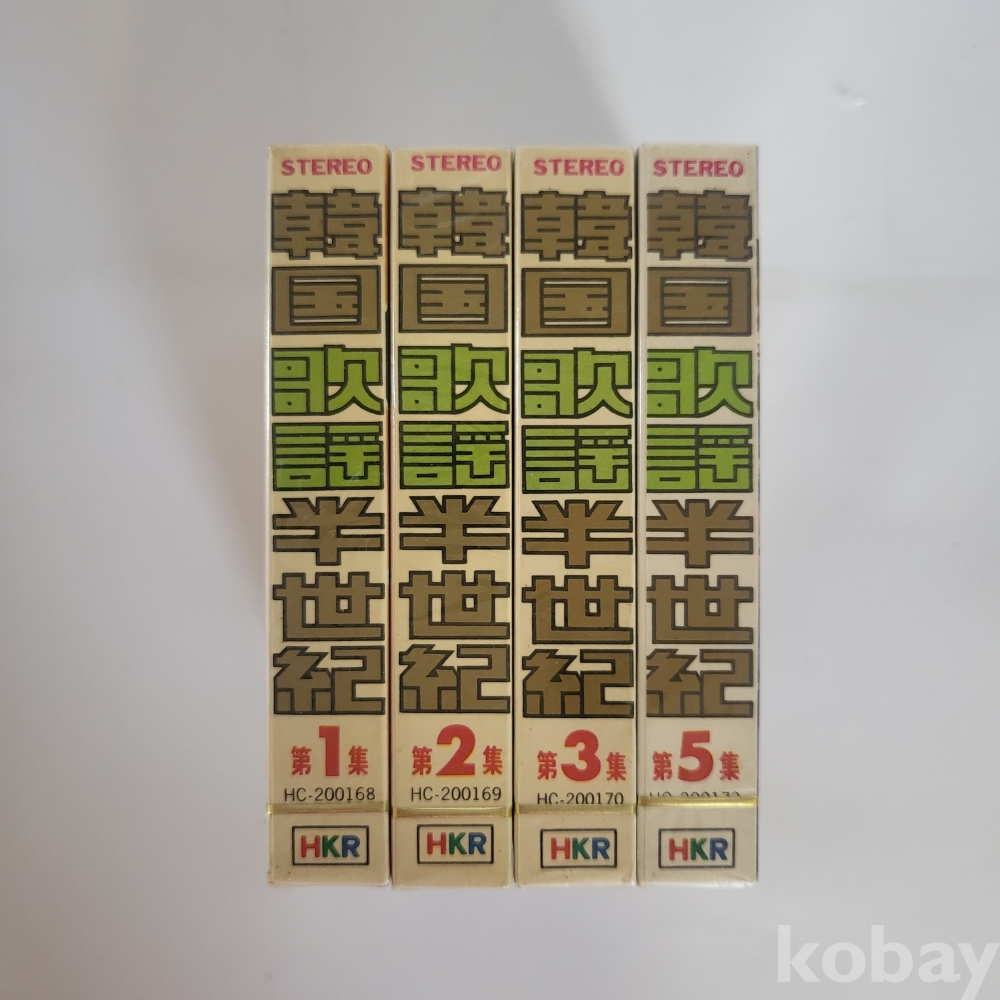 STEREO
韓国歌謡半世紀
第1集
HC-200168
HKR
STEREO
韓国歌謡半世紀
第2集
HC-200169
HKR
STEREO
韓国歌謡半世紀
第3集
HC-200170
HKR
STEREO
韓国歌謡半世紀
第5集
HKR
kobay